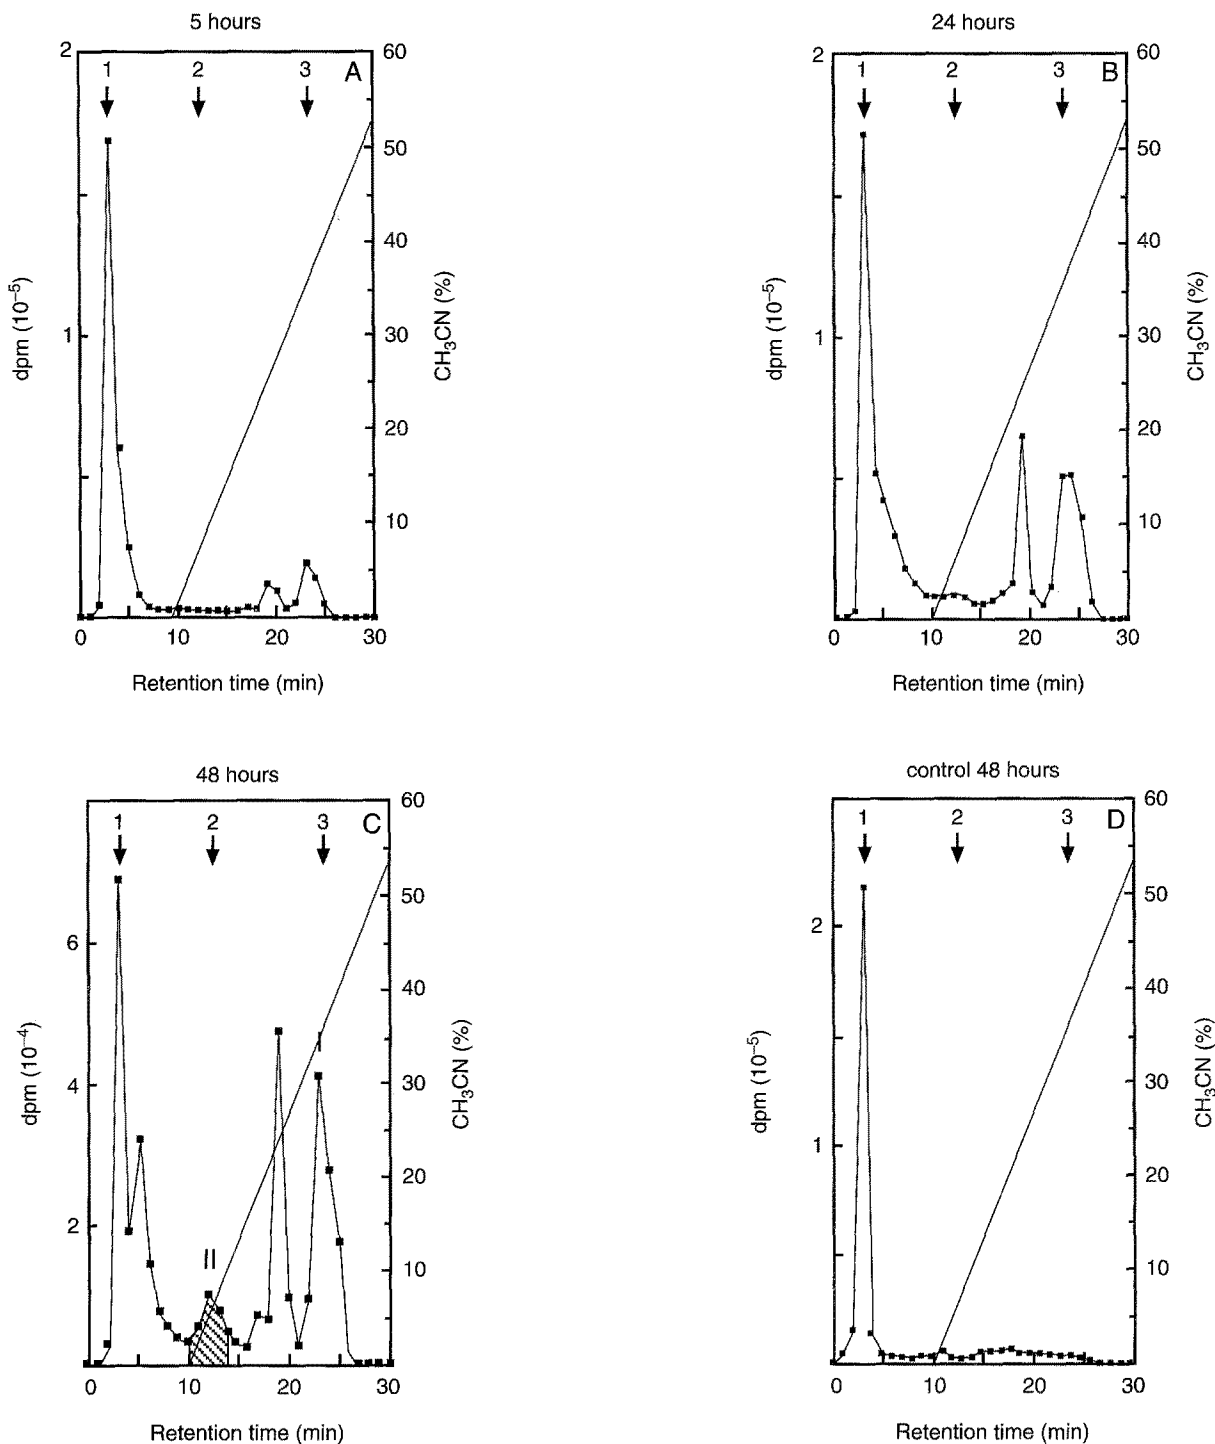 5 hours
2
60
1
2
3
A
50
40
1
30
20
10
dpm (10⁻⁵)
CH₃CN (%)
0
10
20
30
Retention time (min)
24 hours
2
60
1
2
3
B
50
40
1
30
20
10
dpm (10⁻⁵)
CH₃CN (%)
0
10
20
30
Retention time (min)
48 hours
60
1
2
3
C
50
6
40
I
4
30
20
2
II
10
dpm (10⁻⁴)
CH₃CN (%)
0
10
20
30
Retention time (min)
control 48 hours
60
1
2
3
D
50
2
40
30
1
20
10
dpm (10⁻⁵)
CH₃CN (%)
0
10
20
30
Retention time (min)